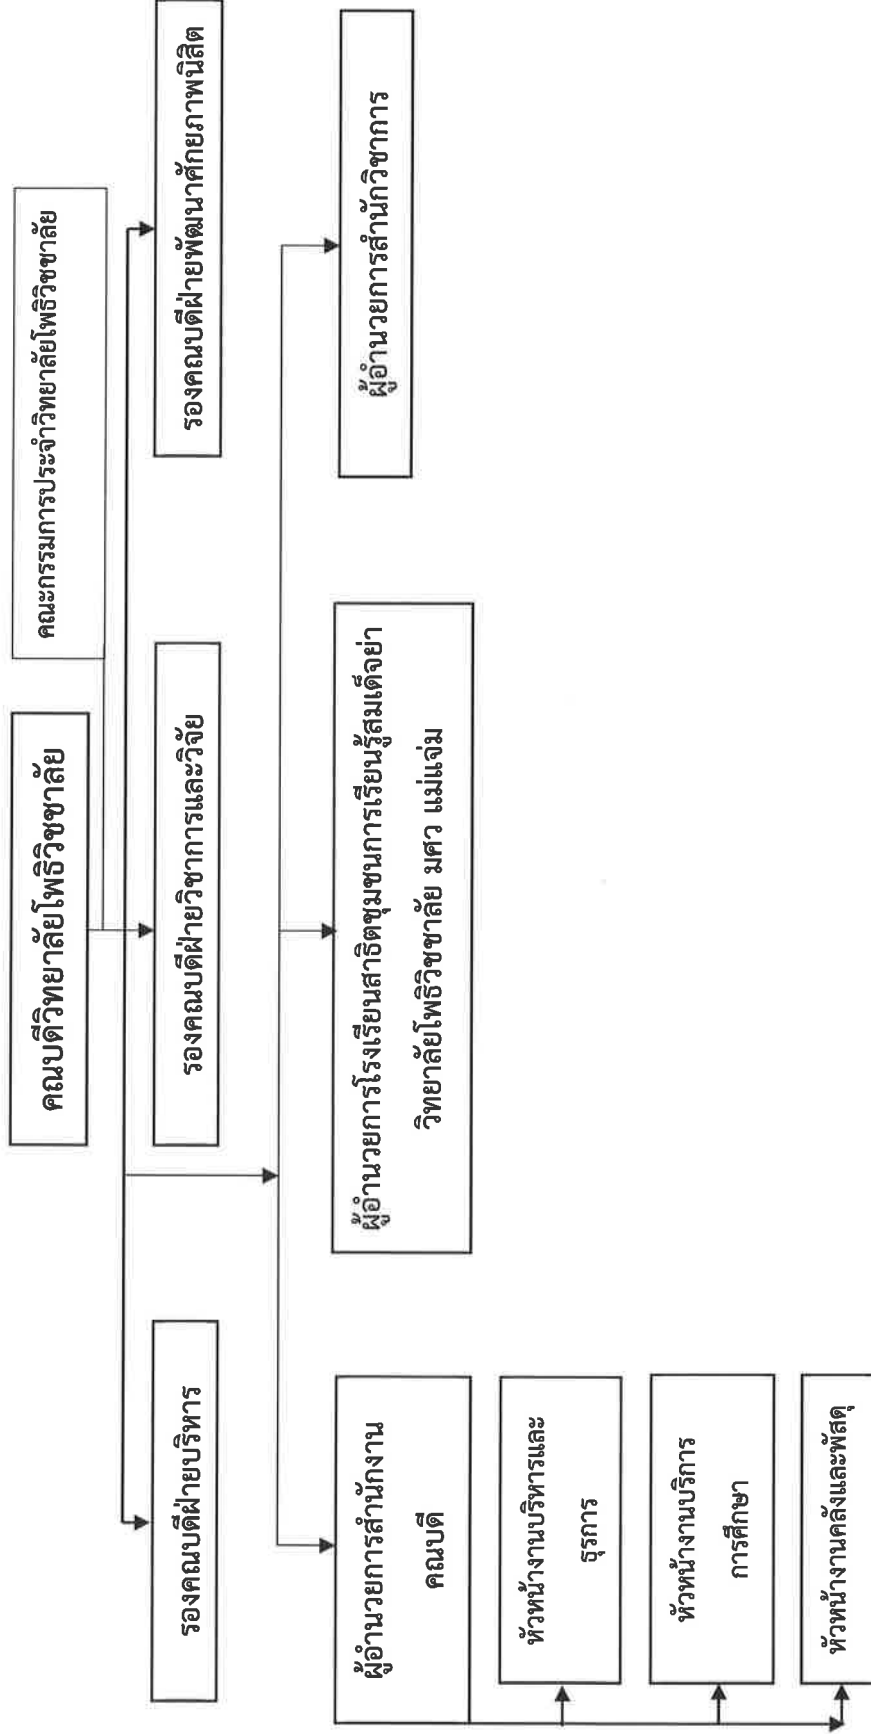 คณะกรรมการประจำวิทยาลัยโพธิวิชชาลัย
คณบดีวิทยาลัยโพธิวิชชาลัย
รองคณบดีฝ่ายบริหาร
รองคณบดีฝ่ายวิชาการและวิจัย
รองคณบดีฝ่ายพัฒนาศักยภาพนิสิต
ผู้อำนวยการสำนักงาน
คณบดี
ผู้อำนวยการโรงเรียนสาธิตชุมชนการเรียนรู้สมเด็จย่า
วิทยาลัยโพธิวิชชาลัย มศว แม่แจ่ม
ผู้อำนวยการสำนักวิชาการ
หัวหน้างานบริหารและ
ธุรการ
หัวหน้างานบริการ
การศึกษา
หัวหน้างานคลังและพัสดุ